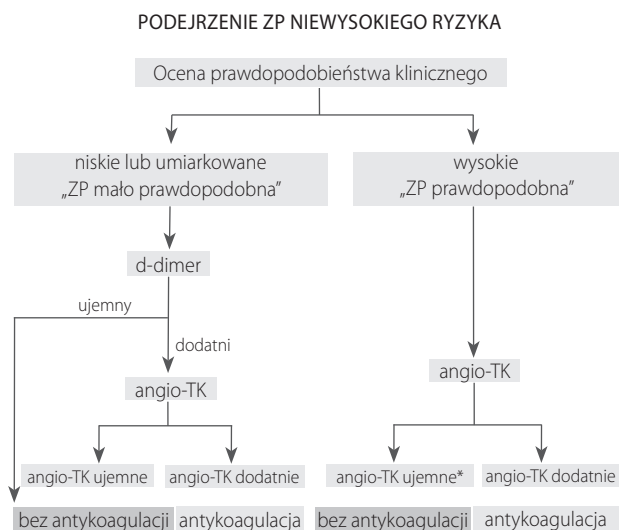 PODEJRZENIE ZP NIEWYSOKIEGO RYZYKA
Ocena prawdopodobieństwa klinicznego
niskie lub umiarkowane
„ZP mało prawdopodobna”
wysokie
„ZP prawdopodobna”
d-dimer
ujemny
dodatni
angio-TK
angio-TK
angio-TK ujemne
angio-TK dodatnie
angio-TK ujemne*
angio-TK dodatnie
bez antykoagulacji
antykoagulacja
bez antykoagulacji
antykoagulacja